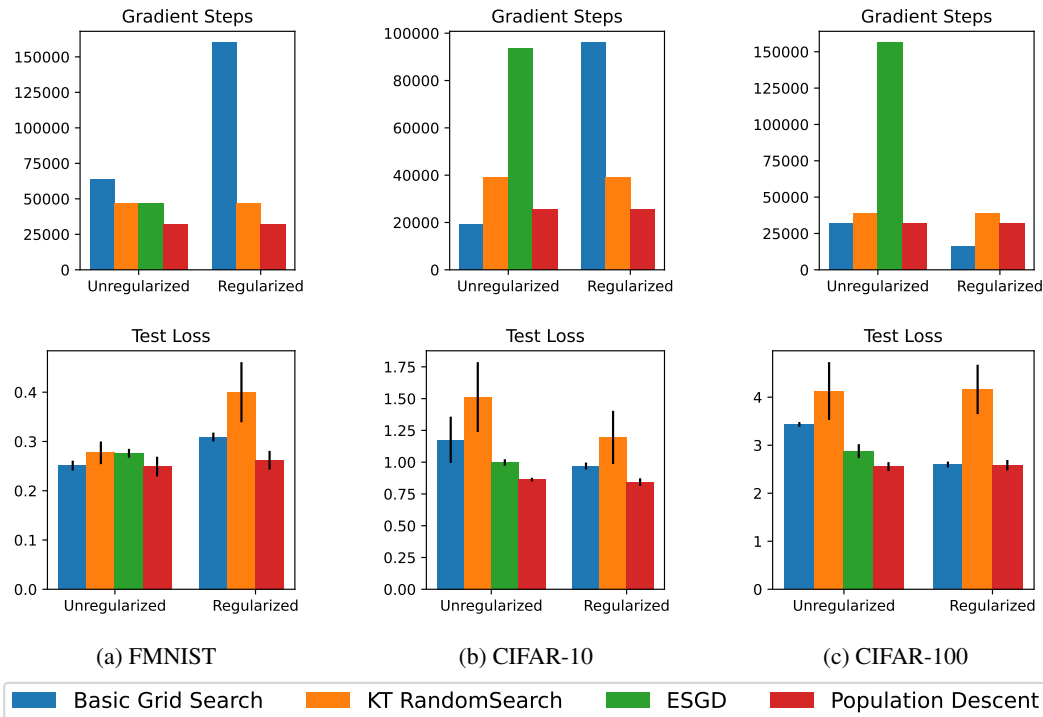 Gradient Steps
150000
125000
100000
75000
50000
25000
0
Unregularized Regularized
Gradient Steps
100000
80000
60000
40000
20000
0
Unregularized Regularized
Gradient Steps
150000
125000
100000
75000
50000
25000
0
Unregularized Regularized
Test Loss
0.4
0.3
0.2
0.1
0.0
Unregularized Regularized
Test Loss
1.75
1.50
1.25
1.00
0.75
0.50
0.25
0.00
Unregularized Regularized
Test Loss
4
3
2
1
0
Unregularized Regularized
(a) FMNIST
(b) CIFAR-10
(c) CIFAR-100
Basic Grid Search KT RandomSearch ESGD Population Descent